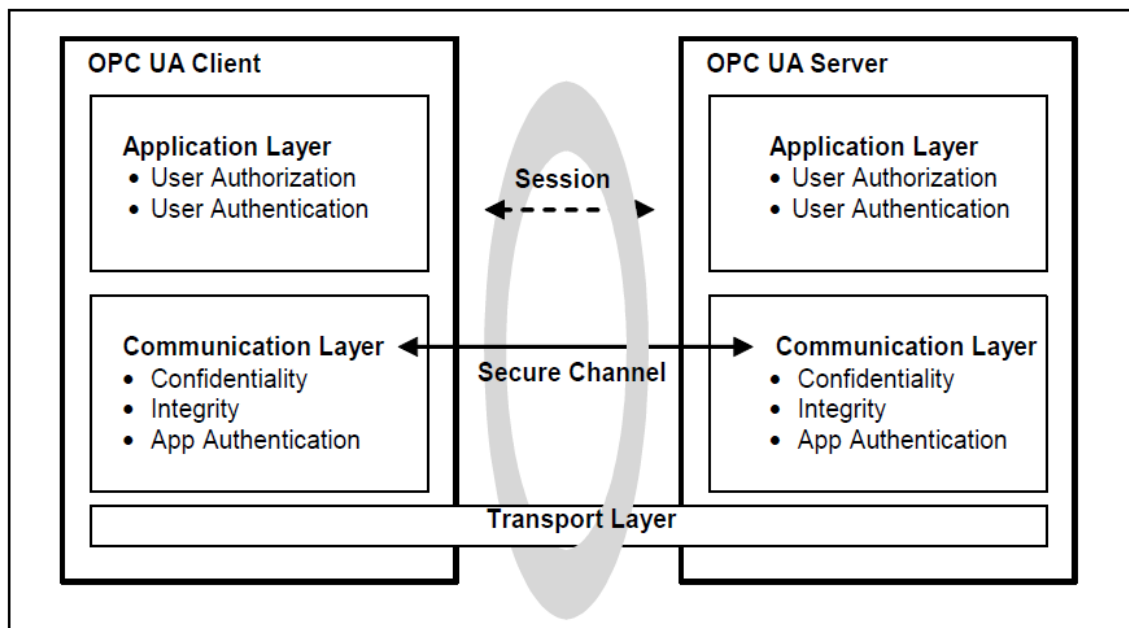 OPC UA Client
Application Layer
• User Authorization
• User Authentication
Communication Layer
• Confidentiality
• Integrity
• App Authentication
Session
Secure Channel
OPC UA Server
Application Layer
• User Authorization
• User Authentication
Communication Layer
• Confidentiality
• Integrity
• App Authentication
Transport Layer